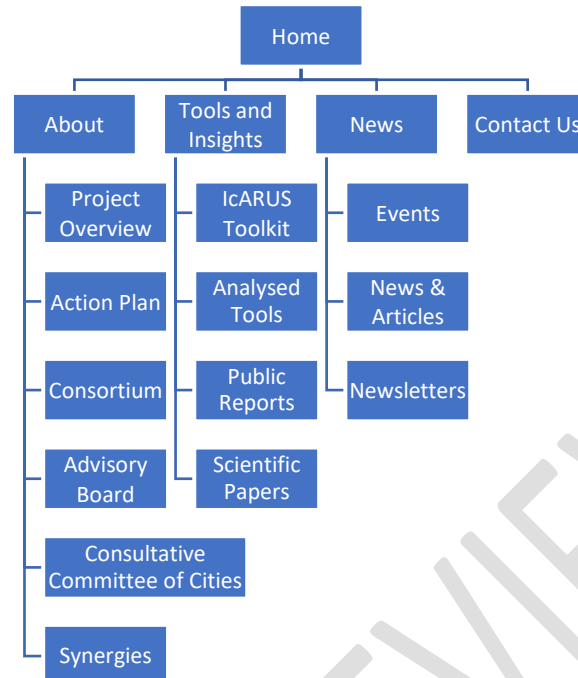 Home
About
Tools and
Insights
News
Contact Us
Project
Overview
IcARUS
Toolkit
Events
Action Plan
Analysed
Tools
News &
Articles
Consortium
Public
Reports
Newsletters
Advisory
Board
Scientific
Papers
Consultative
Committee of Cities
Synergies